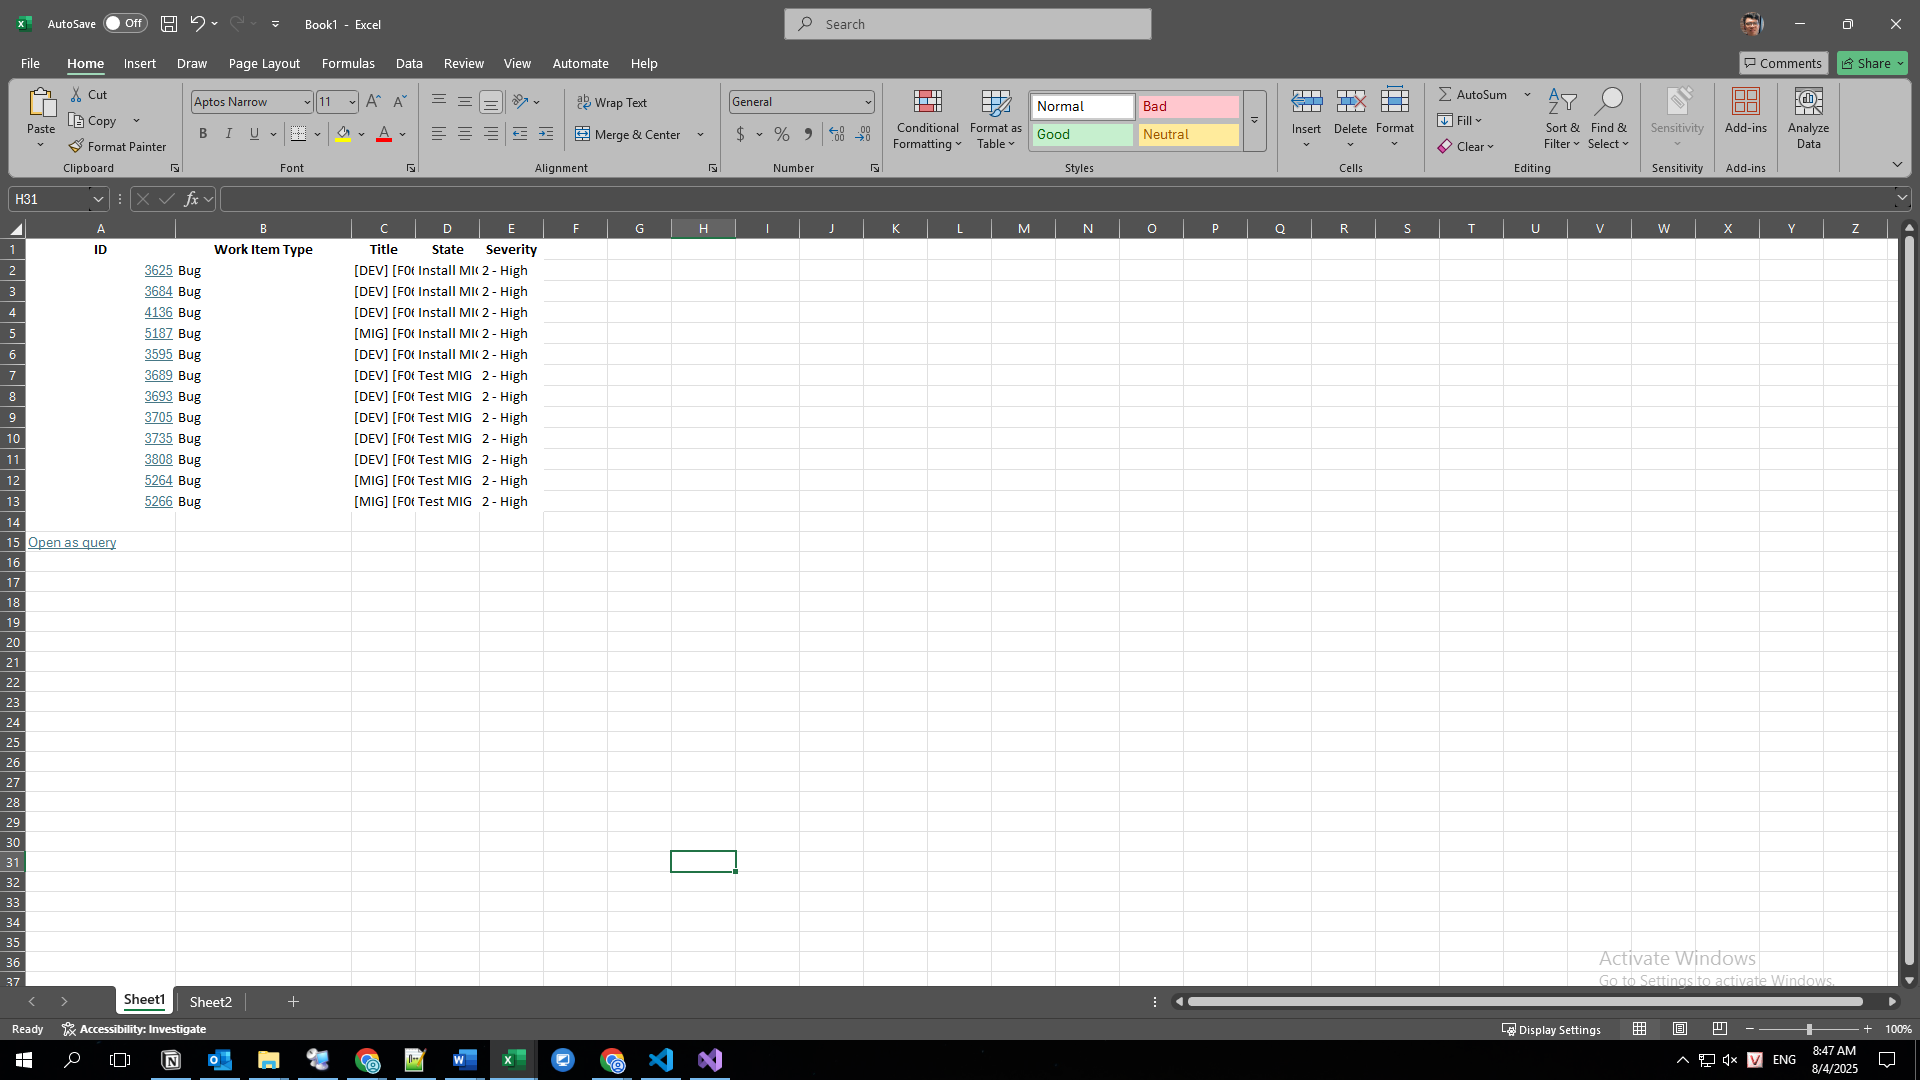 AutoSave Off Book1 - Excel Search
File Home Insert Draw Page Layout Formulas Data Review View Automate Help Comments Share
Paste Cut Copy Format Painter Clipboard
Aptos Narrow 11 B I U A Font
Wrap Text Merge & Center Alignment
General $ % Number
Conditional Formatting Format as Table Normal Bad Good Neutral Styles
Insert Delete Format Cells
AutoSum Fill Clear Sort & Filter Find & Select Editing
Sensitivity Sensitivity
Add-ins Add-ins
Analyze Data
H31 fx
A B C D E F G H I J K L M N O P Q R S T U V W X Y Z
1 ID Work Item Type Title State Severity
2 3625 Bug [DEV] [F0 Install MI 2 - High
3 3684 Bug [DEV] [F0 Install MI 2 - High
4 4136 Bug [DEV] [F0 Install MI 2 - High
5 5187 Bug [MIG] [F0 Install MI 2 - High
6 3595 Bug [DEV] [F0 Install MI 2 - High
7 3689 Bug [DEV] [F0 Test MIG 2 - High
8 3693 Bug [DEV] [F0 Test MIG 2 - High
9 3705 Bug [DEV] [F0 Test MIG 2 - High
10 3735 Bug [DEV] [F0 Test MIG 2 - High
11 3808 Bug [DEV] [F0 Test MIG 2 - High
12 5264 Bug [MIG] [F0 Test MIG 2 - High
13 5266 Bug [MIG] [F0 Test MIG 2 - High
14
15 Open as query
16
17
18
19
20
21
22
23
24
25
26
27
28
29
30
31
32
33
34
35
36
37
Activate Windows
Go to Settings to activate Windows.
Sheet1 Sheet2
Ready Accessibility: Investigate Display Settings 100%
ENG 8:47 AM
8/4/2025